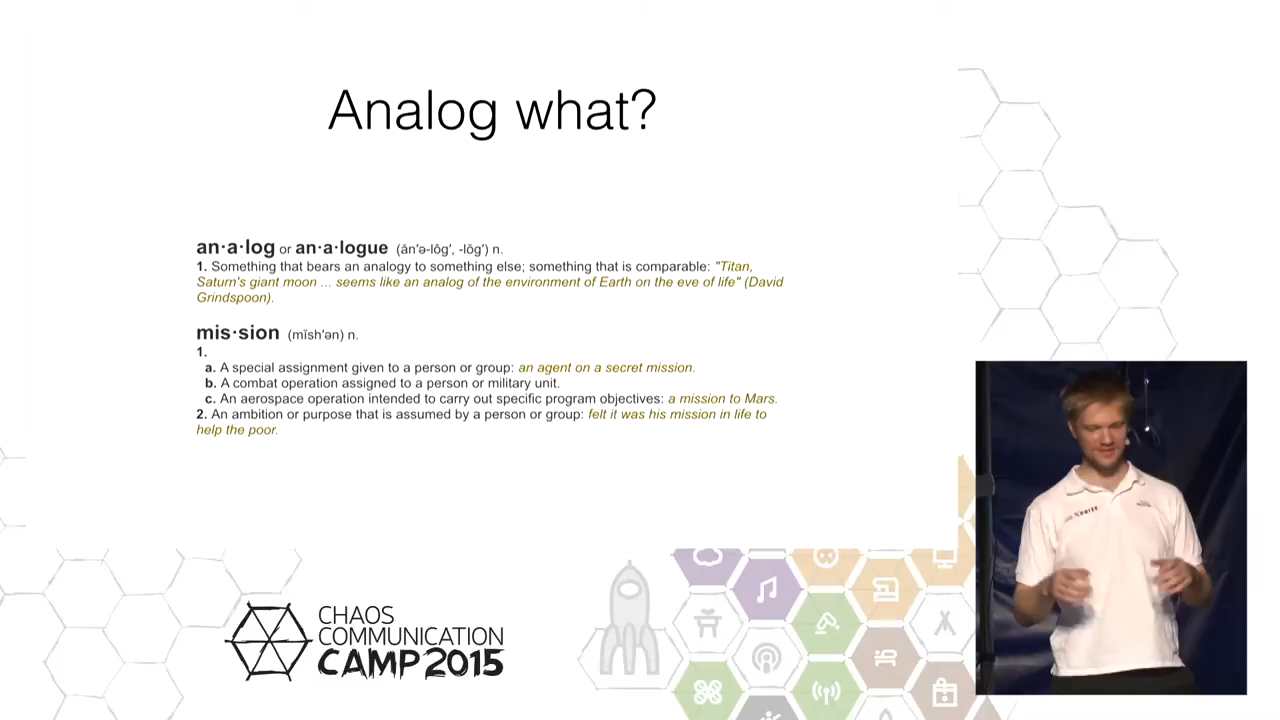 Analog what?
an·a·log or an·a·logue (ăn′ə-lôg′, -lŏg′) n.
1. Something that bears an analogy to something else; something that is comparable: "Titan,
Saturn's giant moon ... seems like an analog of the environment of Earth on the eve of life" (David
Grindspoon).
mis·sion (mĭsh′ən) n.
1.
a. A special assignment given to a person or group: an agent on a secret mission.
b. A combat operation assigned to a person or military unit.
c. An aerospace operation intended to carry out specific program objectives: a mission to Mars.
2. An ambition or purpose that is assumed by a person or group: felt it was his mission in life to
help the poor.
CHAOS
COMMUNICATION
CAMP 2015
XPRIZE